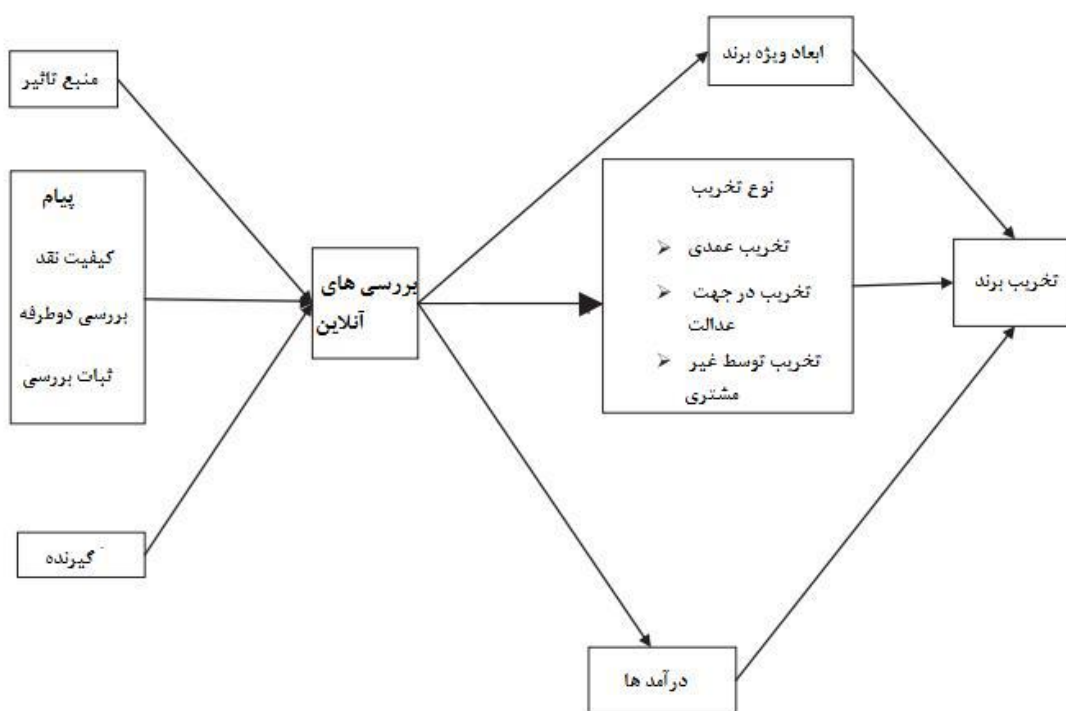 ابعاد ویژه برند
منبع تاثیر
پیام
کیفیت نقد
بررسی دوطرفه
ثبات بررسی
گیرنده
بررسی های
آنلاین
نوع تخریب
تخریب عمدی
تخریب در جهت
عدالت
تخریب توسط غیر
مشتری
تخریب برند
درآمد ها